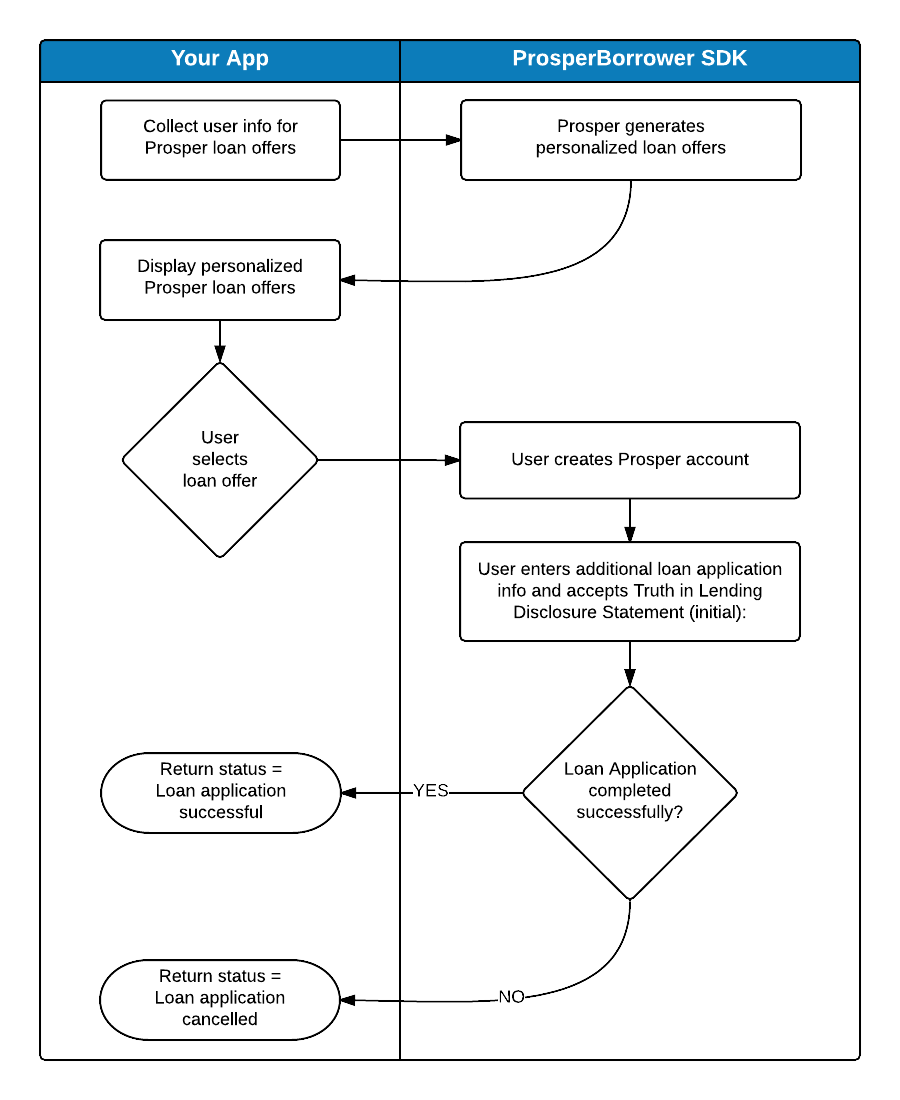 Your App
ProsperBorrower SDK
Collect user info for
Prosper loan offers
Prosper generates
personalized loan offers
Display personalized
Prosper loan offers
User
selects
loan offer
User creates Prosper account
User enters additional loan application
info and accepts Truth in Lending
Disclosure Statement (initial):
Loan Application
completed
successfully?
YES
Return status =
Loan application
successful
NO
Return status =
Loan application
cancelled